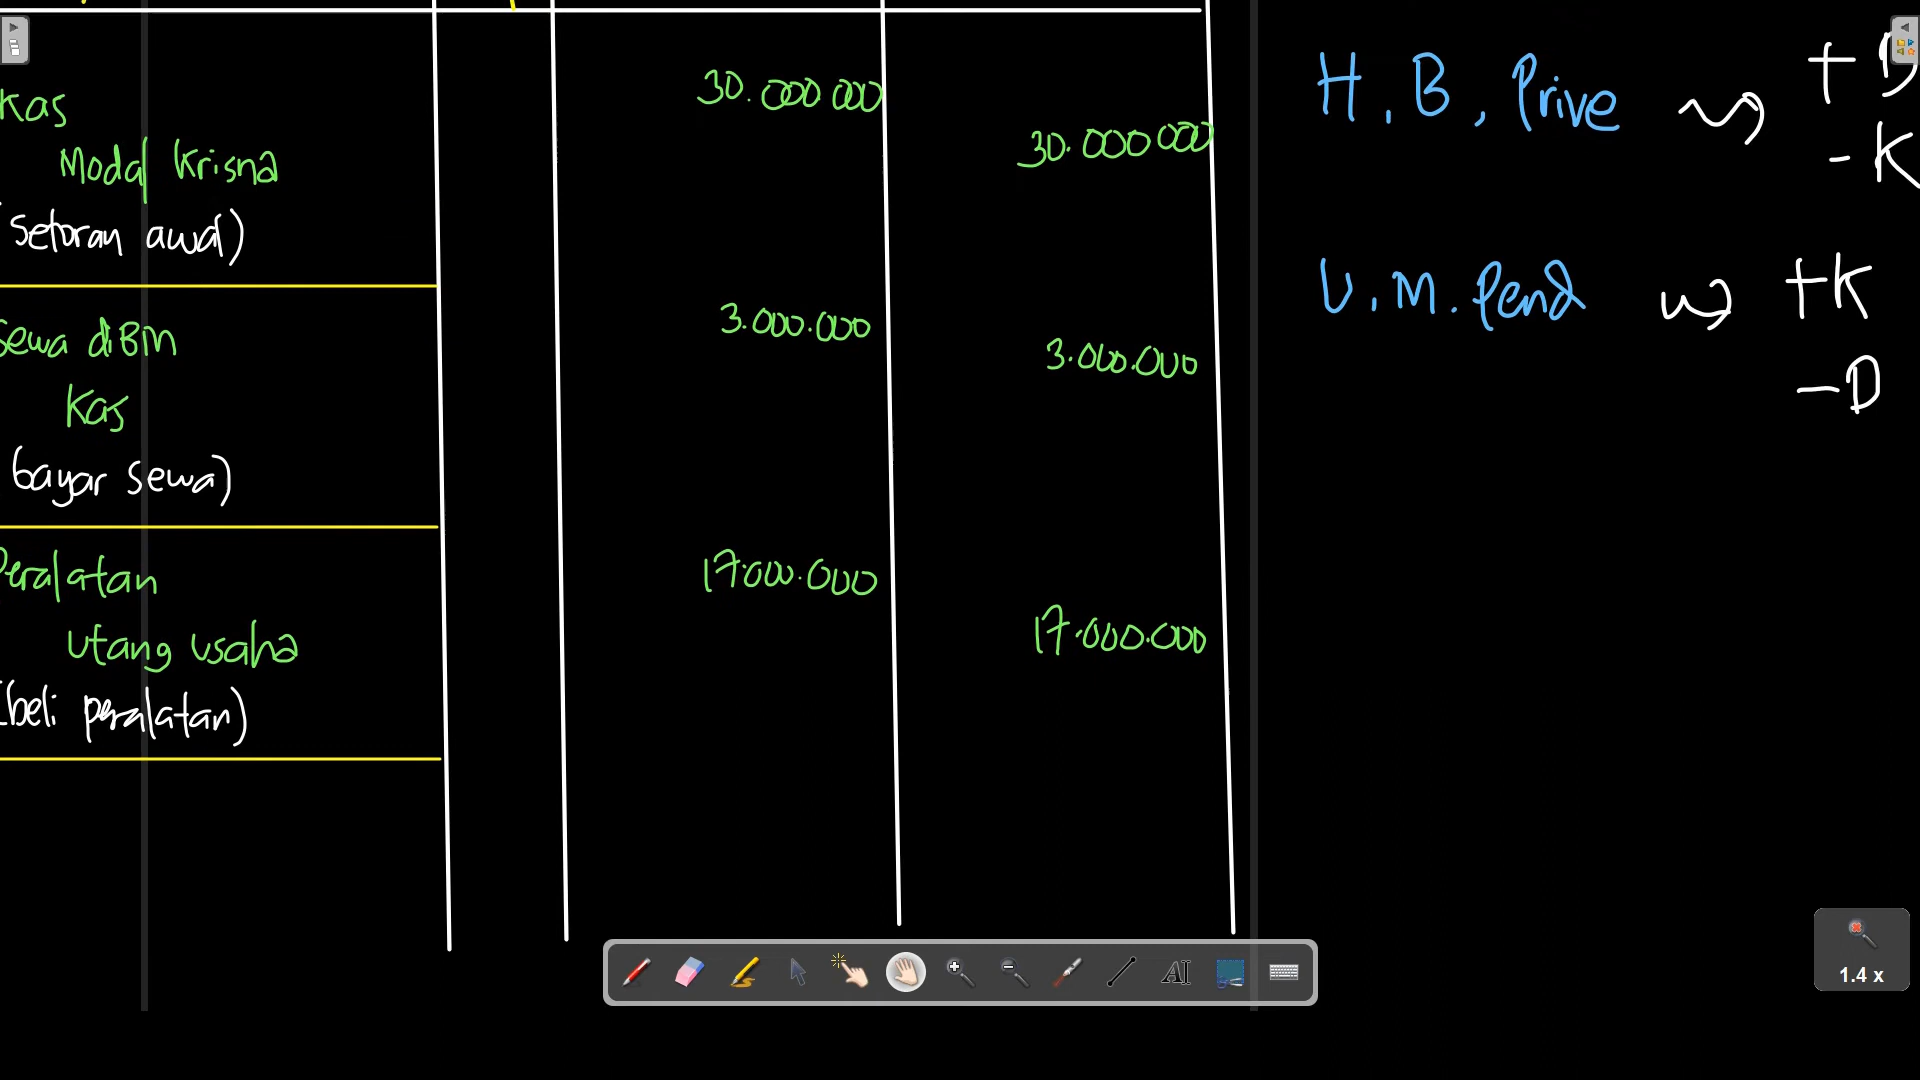 Kas
30.000.000
Modal Krisna
30.000.000
(setoran awal)
Sewa diBM
3.000.000
Kas
3.000.000
(bayar sewa)
Peralatan
17.000.000
Utang usaha
17.000.000
(beli peralatan)
H, B, Prive
+ D
- K
U, M, Pend
+K
-D
AI
1.4 x